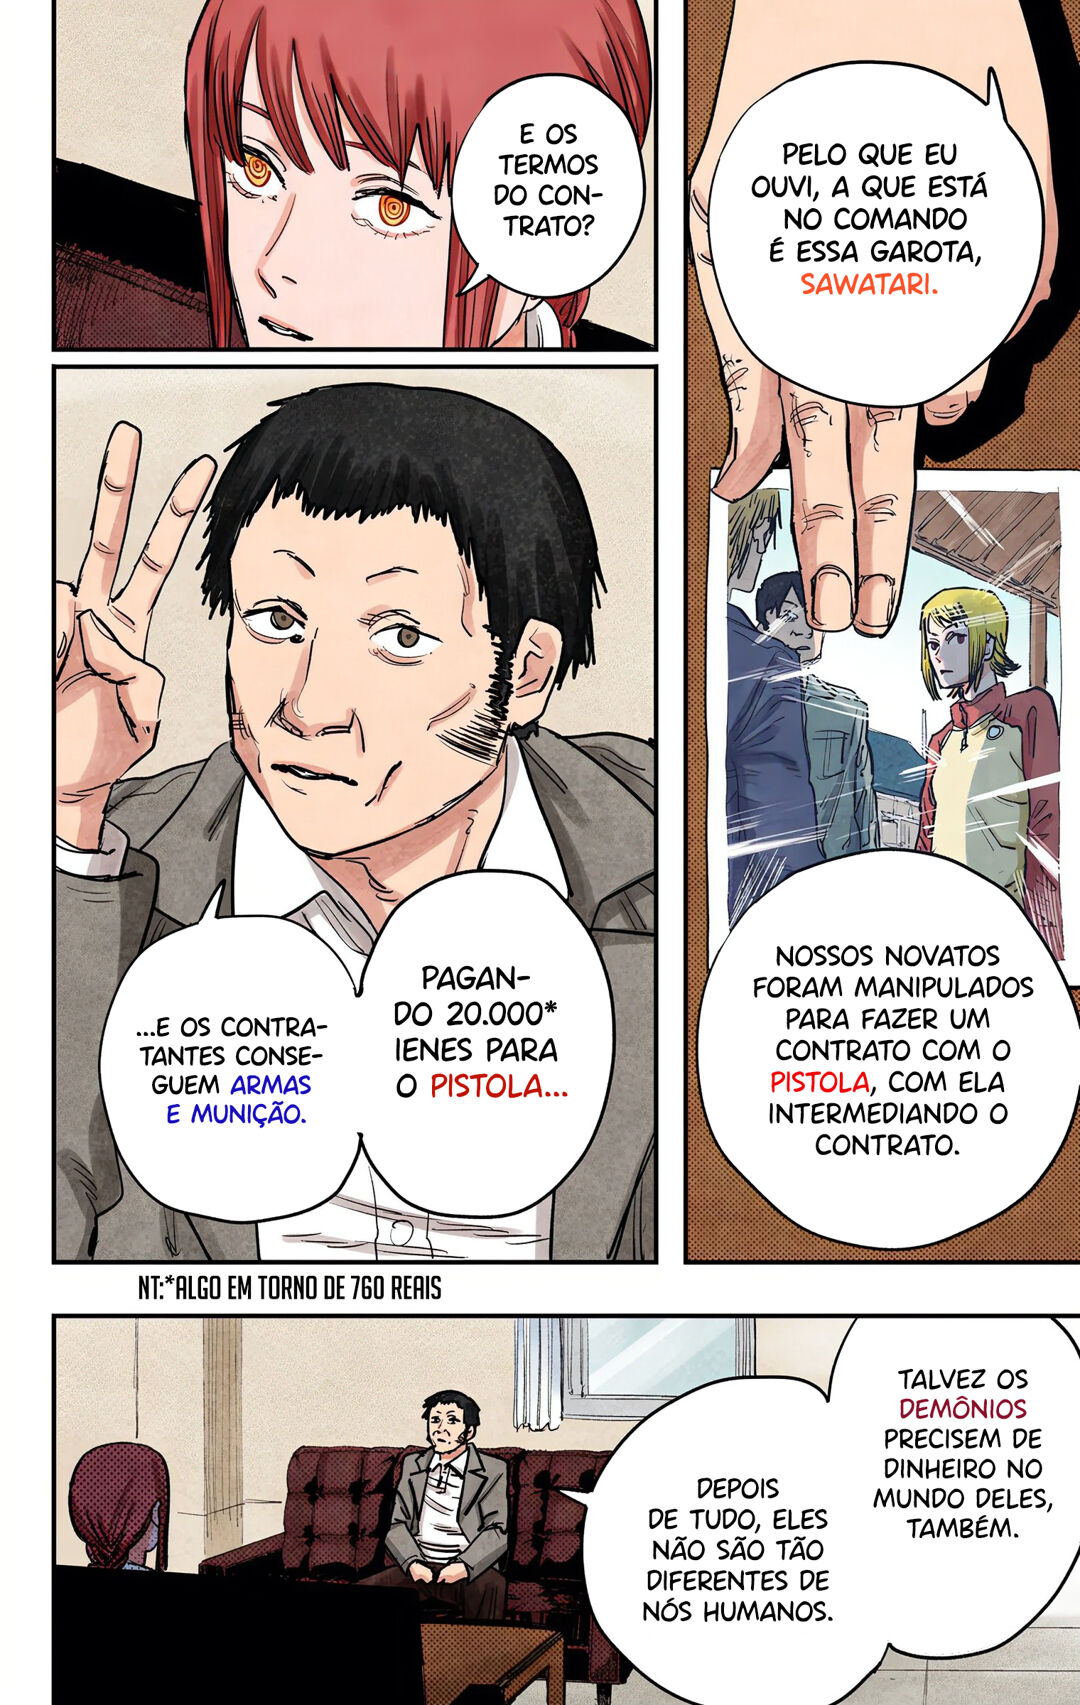 PELO QUE EU
OUVI, A QUE ESTÁ
NO COMANDO
É ESSA GAROTA,
SAWATARI.
NOSSOS NOVATOS
FORAM MANIPULADOS
PARA FAZER UM
CONTRATO COM O
PISTOLA, COM ELA
INTERMEDIANDO O
CONTRATO.
E OS
TERMOS
DO CON-
TRATO?
PAGAN-
DO 20.000*
IENES PARA
O PISTOLA...
...E OS CONTRA-
TANTES CONSE-
GUEM ARMAS
E MUNIÇÃO.
NT:*ALGO EM TORNO DE 760 REAIS
TALVEZ OS
DEMÔNIOS
PRECISEM DE
DINHEIRO NO
MUNDO DELES,
TAMBÉM.
DEPOIS
DE TUDO, ELES
NÃO SÃO TÃO
DIFERENTES DE
NÓS HUMANOS.